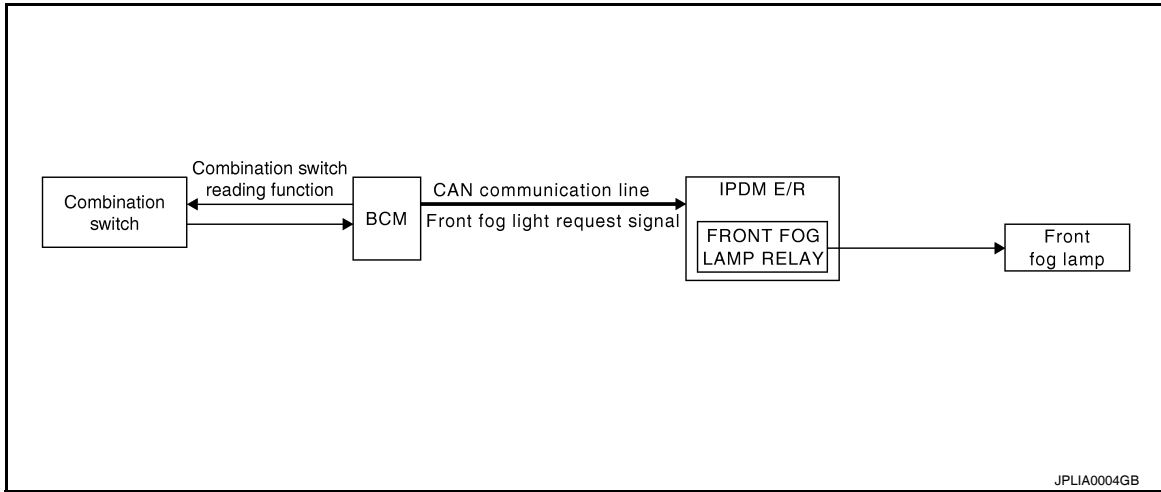 Combination switch
reading function
Combination
switch
BCM
CAN communication line
Front fog light request signal
IPDM E/R
FRONT FOG
LAMP RELAY
Front
fog lamp
JPLIA0004GB